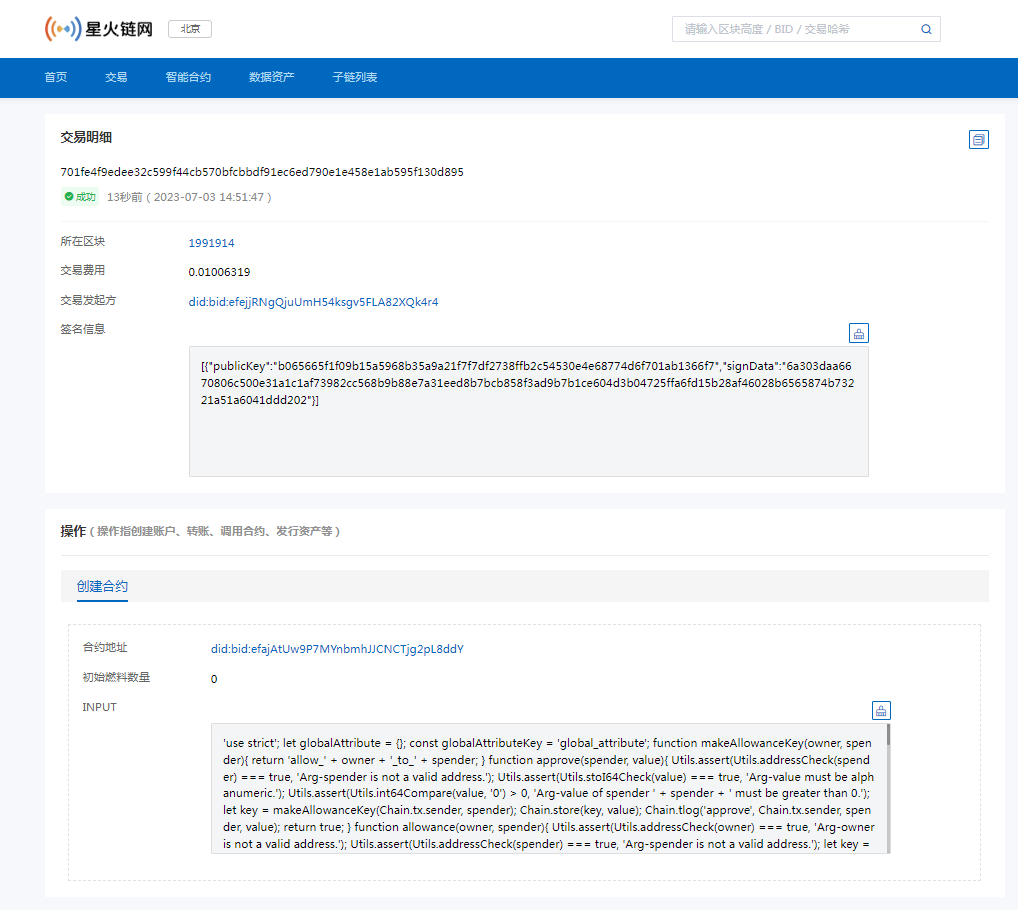 星火链网 北京 请输入区块高度 / BID / 交易哈希
首页 交易 智能合约 数据资产 子链列表
交易明细
701fe4f9edee32c599f44cb570bfcbbdf91ec6ed790e1e458e1ab595f130d895
成功 13秒前 ( 2023-07-03 14:51:47 )
所在区块 1991914
交易费用 0.01006319
交易发起方 did:bid:efejjRNgQjuUmH54ksgv5FLA82XQk4r4
签名信息
[{"publicKey":"b065665f1f09b15a5968b35a9a21f7f7df2738ffb2c54530e4e68774d6f701ab1366f7","signData":"6a303daa66
70806c500e31a1c1af73982cc568b9b88e7a31eed8b7bcb858f3ad9b7b1ce604d3b04725ffa6fd15b28af46028b6565874b732
21a51a6041ddd202"}]
操作 ( 操作指创建账户、转账、调用合约、发行资产等 )
创建合约
合约地址 did:bid:efajAtUw9P7MYnbmhJJCNCTjg2pL8ddY
初始燃料数量 0
INPUT
'use strict'; let globalAttribute = {}; const globalAttributeKey = 'global_attribute'; function makeAllowanceKey(owner, spen
der){ return 'allow_' + owner + '_to_' + spender; } function approve(spender, value){ Utils.assert(Utils.addressCheck(spend
er) === true, 'Arg-spender is not a valid address.'); Utils.assert(Utils.stoI64Check(value) === true, 'Arg-value must be alph
anumeric.'); Utils.assert(Utils.int64Compare(value, '0') > 0, 'Arg-value of spender ' + spender + ' must be greater than 0.');
let key = makeAllowanceKey(Chain.tx.sender, spender); Chain.store(key, value); Chain.tlog('approve', Chain.tx.sender, spen
der, value); return true; } function allowance(owner, spender){ Utils.assert(Utils.addressCheck(owner) === true, 'Arg-owner
is not a valid address.'); Utils.assert(Utils.addressCheck(spender) === true, 'Arg-spender is not a valid address.'); let key =